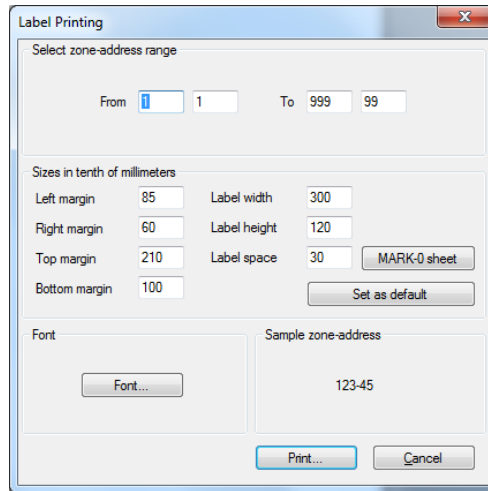 Label Printing
Select zone-address range
From 1 1 To 999 99
Sizes in tenth of millimeters
Left margin 85 Label width 300
Right margin 60 Label height 120
Top margin 210 Label space 30 MARK-0 sheet
Bottom margin 100 Set as default
Font Sample zone-address
Font... 123-45
Print... Cancel